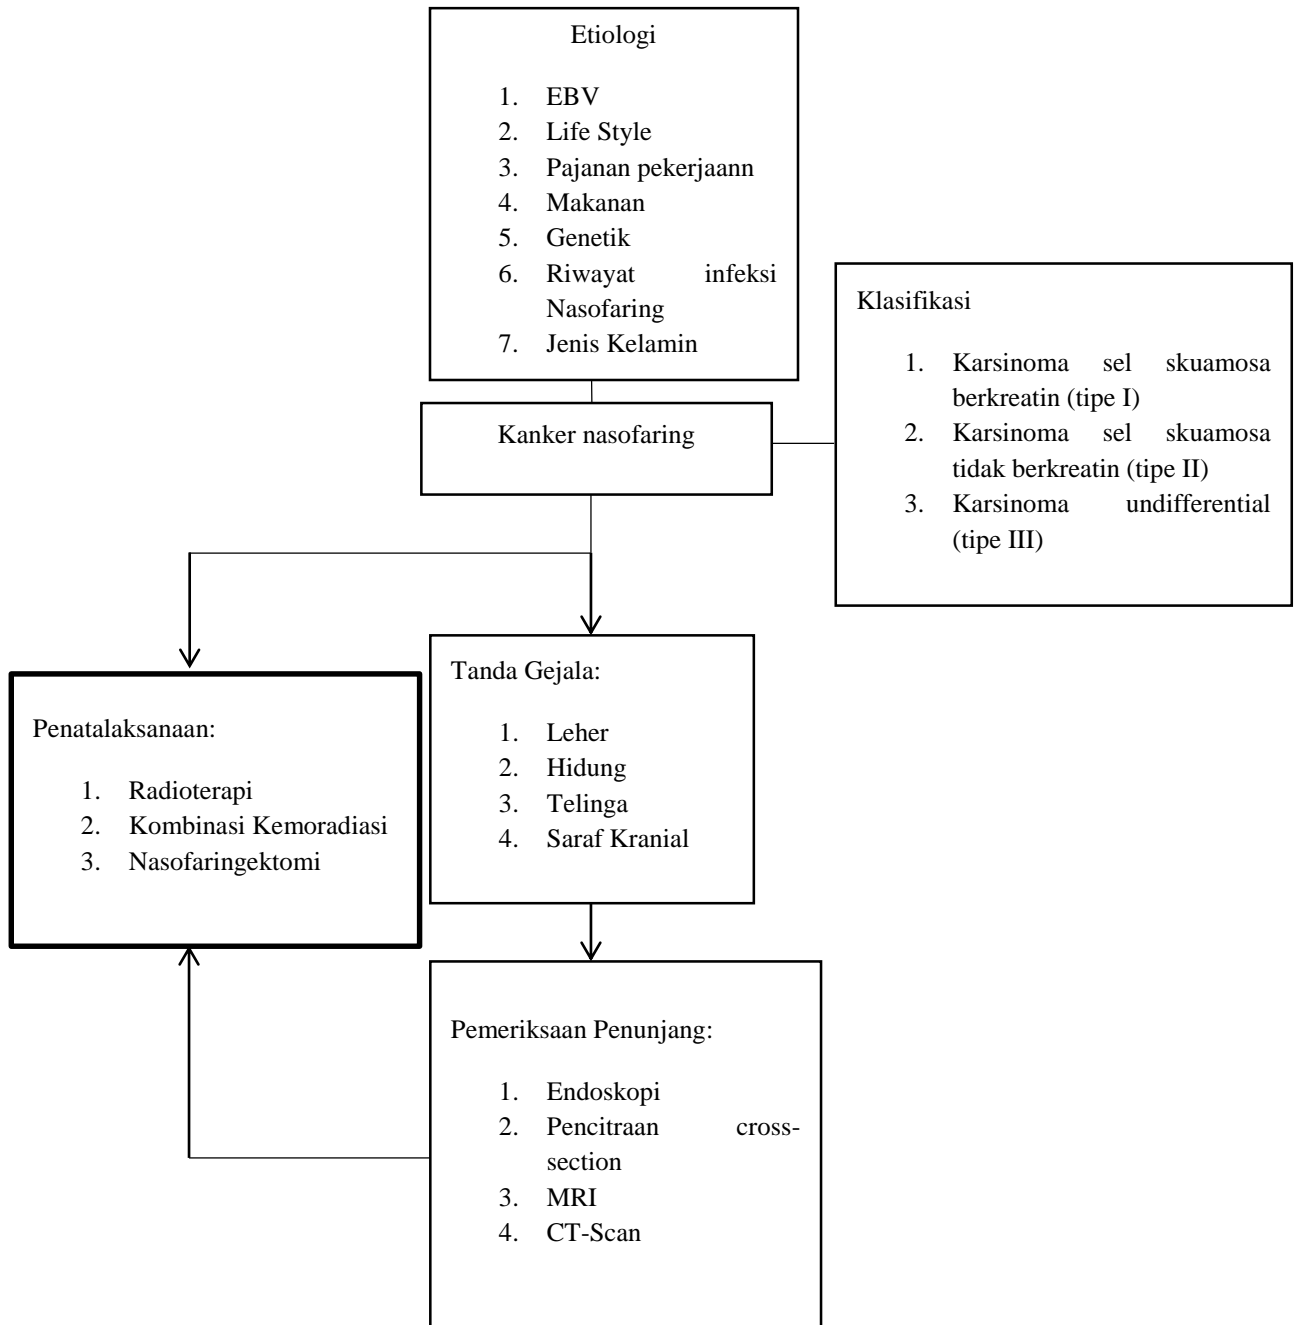 Etiologi
1. EBV
2. Life Style
3. Pajanan pekerjaann
4. Makanan
5. Genetik
6. Riwayat infeksi
Nasofaring
7. Jenis Kelamin
Kanker nasofaring
Klasifikasi
1. Karsinoma sel skuamosa
berkreatin (tipe I)
2. Karsinoma sel skuamosa
tidak berkreatin (tipe II)
3. Karsinoma undifferential
(tipe III)
Penatalaksanaan:
1. Radioterapi
2. Kombinasi Kemoradiasi
3. Nasofaringektomi
Tanda Gejala:
1. Leher
2. Hidung
3. Telinga
4. Saraf Kranial
Pemeriksaan Penunjang:
1. Endoskopi
2. Pencitraan cross-
section
3. MRI
4. CT-Scan